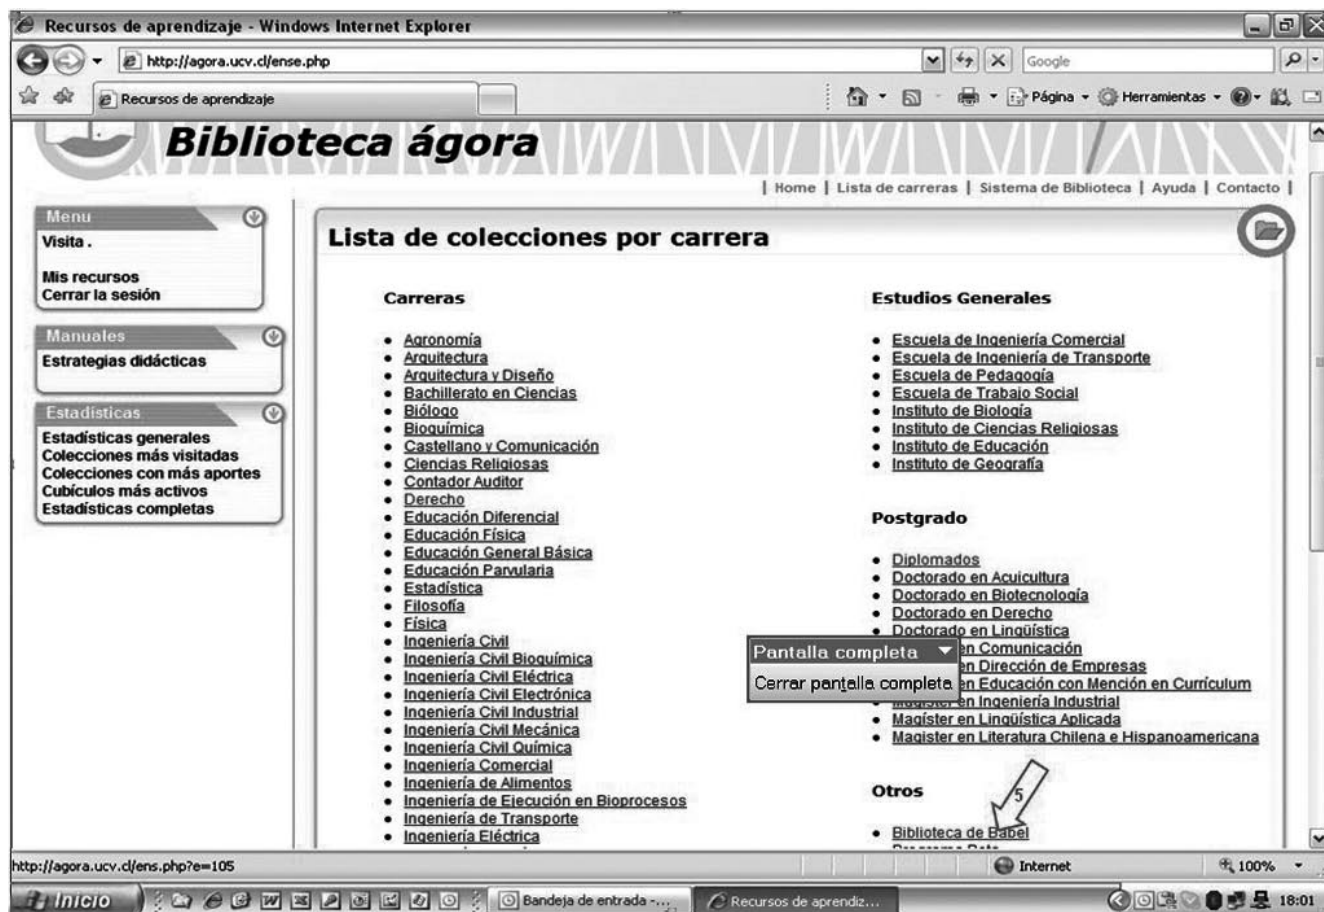 Recursos de aprendizaje - Windows Internet Explorer
http://agora.ucv.cl/ense.php
Google
Recursos de aprendizaje
Página
Herramientas
Biblioteca ágora
| Home | Lista de carreras | Sistema de Biblioteca | Ayuda | Contacto |
Menu
Visita .
Mis recursos
Cerrar la sesión
Manuales
Estrategias didácticas
Estadísticas
Estadísticas generales
Colecciones más visitadas
Colecciones con más aportes
Cubículos más activos
Estadísticas completas
Lista de colecciones por carrera
Carreras
Agronomía
Arquitectura
Arquitectura y Diseño
Bachillerato en Ciencias
Biólogo
Bioquímica
Castellano y Comunicación
Ciencias Religiosas
Contador Auditor
Derecho
Educación Diferencial
Educación Física
Educación General Básica
Educación Parvularia
Estadística
Filosofía
Física
Ingeniería Civil
Ingeniería Civil Bioquímica
Ingeniería Civil Eléctrica
Ingeniería Civil Electrónica
Ingeniería Civil Industrial
Ingeniería Civil Mecánica
Ingeniería Civil Química
Ingeniería Comercial
Ingeniería de Alimentos
Ingeniería de Ejecución en Bioprocesos
Ingeniería de Transporte
Ingeniería Eléctrica
Estudios Generales
Escuela de Ingeniería Comercial
Escuela de Ingeniería de Transporte
Escuela de Pedagogía
Escuela de Trabajo Social
Instituto de Biología
Instituto de Ciencias Religiosas
Instituto de Educación
Instituto de Geografía
Postgrado
Diplomados
Doctorado en Acuicultura
Doctorado en Biotecnología
Doctorado en Derecho
Doctorado en Lingüística
en Comunicación
en Dirección de Empresas
en Educación con Mención en Currículum
Magíster en Ingeniería Industrial
Magíster en Lingüística Aplicada
Magister en Literatura Chilena e Hispanoamericana
Pantalla completa
Cerrar pantalla completa
Otros
5
Biblioteca de Babel
http://agora.ucv.cl/ens.php?e=105
Internet
100%
Inicio
Bandeja de entrada -...
Recursos de aprendiz...
18:01